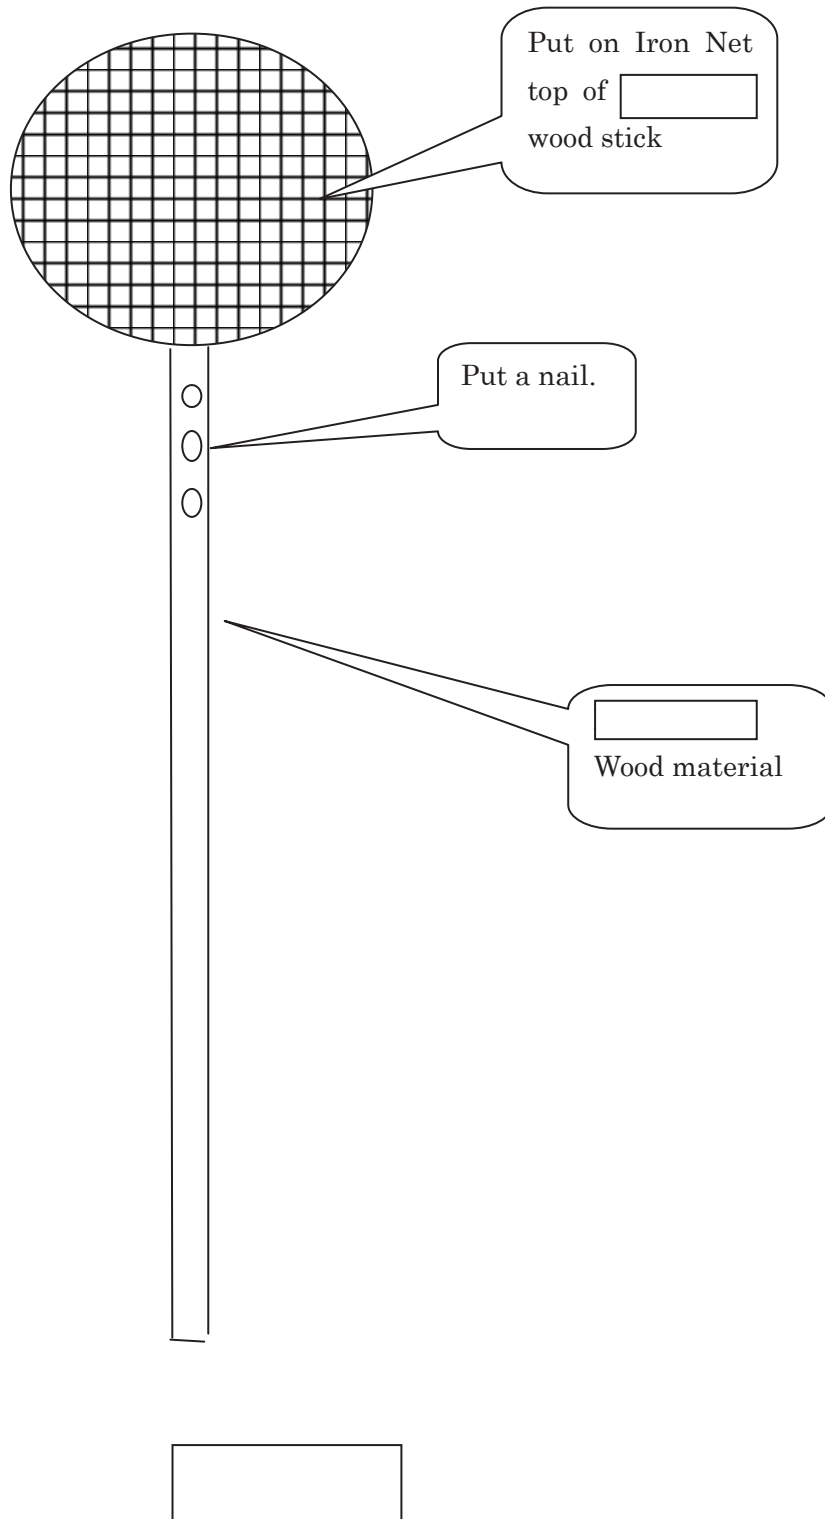 Put on Iron Net
top of
wood stick
Put a nail.
Wood material